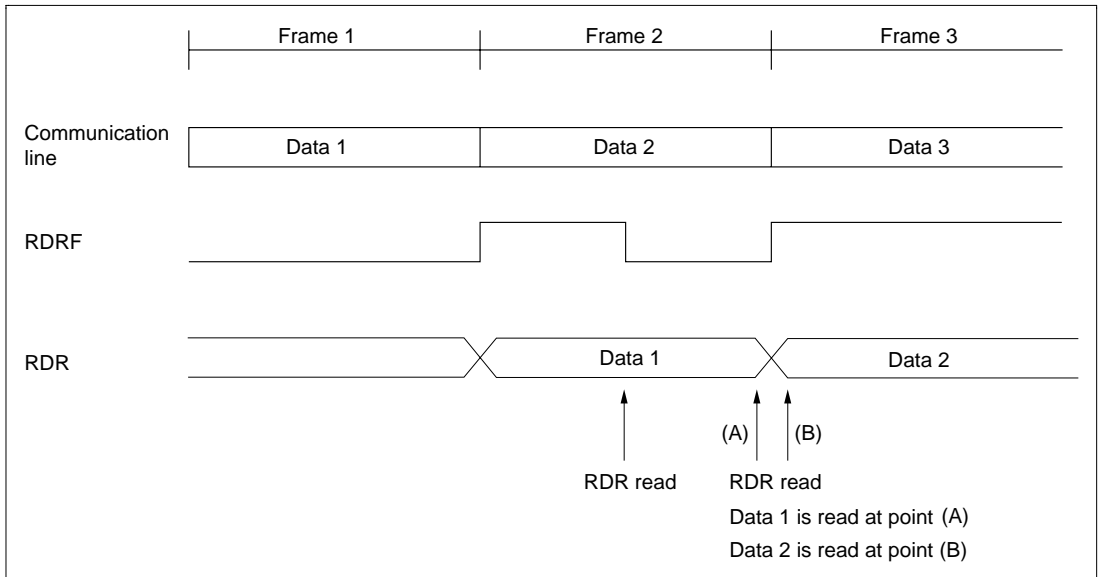 Frame 1 Frame 2 Frame 3
Communication
line
Data 1 Data 2 Data 3
RDRF
RDR
Data 1 Data 2
(A) (B)
RDR read RDR read
Data 1 is read at point (A)
Data 2 is read at point (B)